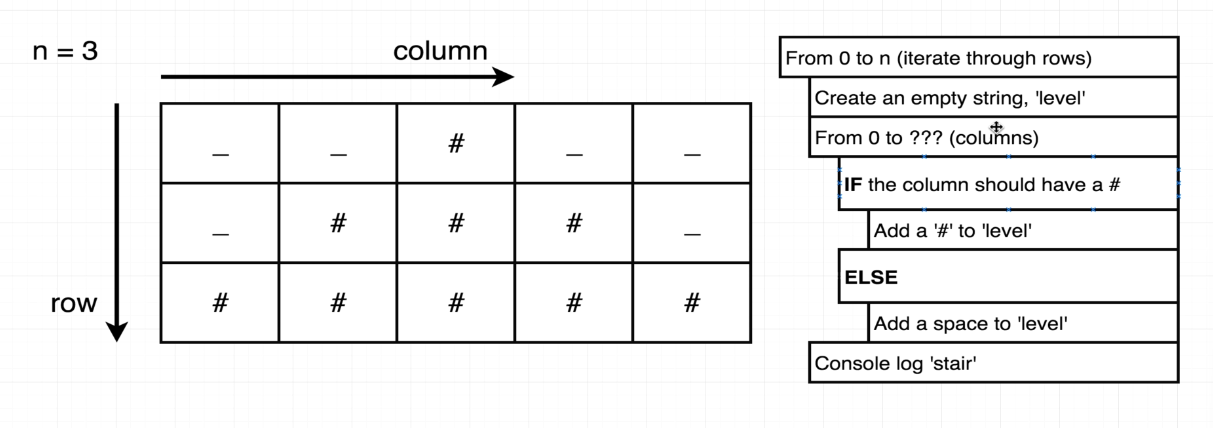 n = 3
column
row
_ _ # _ _
_ # # # _
# # # # #
From 0 to n (iterate through rows)
Create an empty string, 'level'
From 0 to ??? (columns)
IF the column should have a #
Add a '#' to 'level'
ELSE
Add a space to 'level'
Console log 'stair'